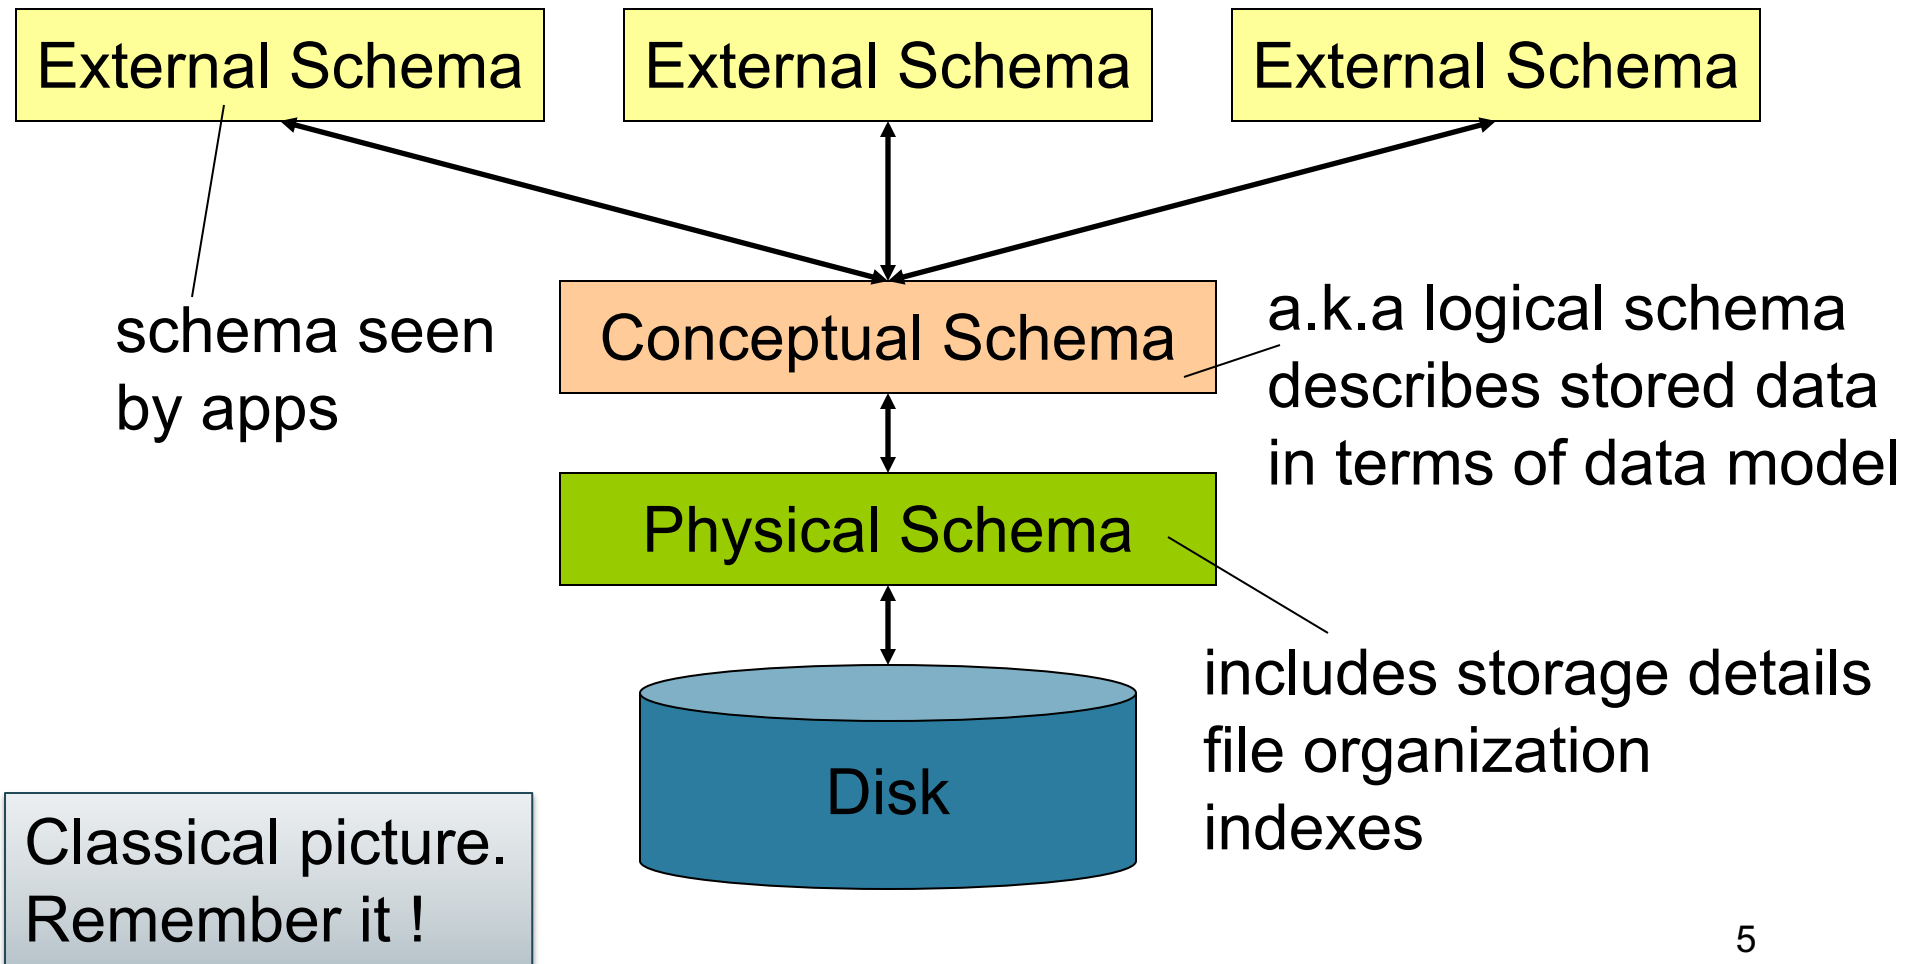 External Schema
External Schema
External Schema
schema seen
by apps
Conceptual Schema
a.k.a logical schema
describes stored data
in terms of data model
Physical Schema
includes storage details
file organization
indexes
Disk
Classical picture.
Remember it !
5